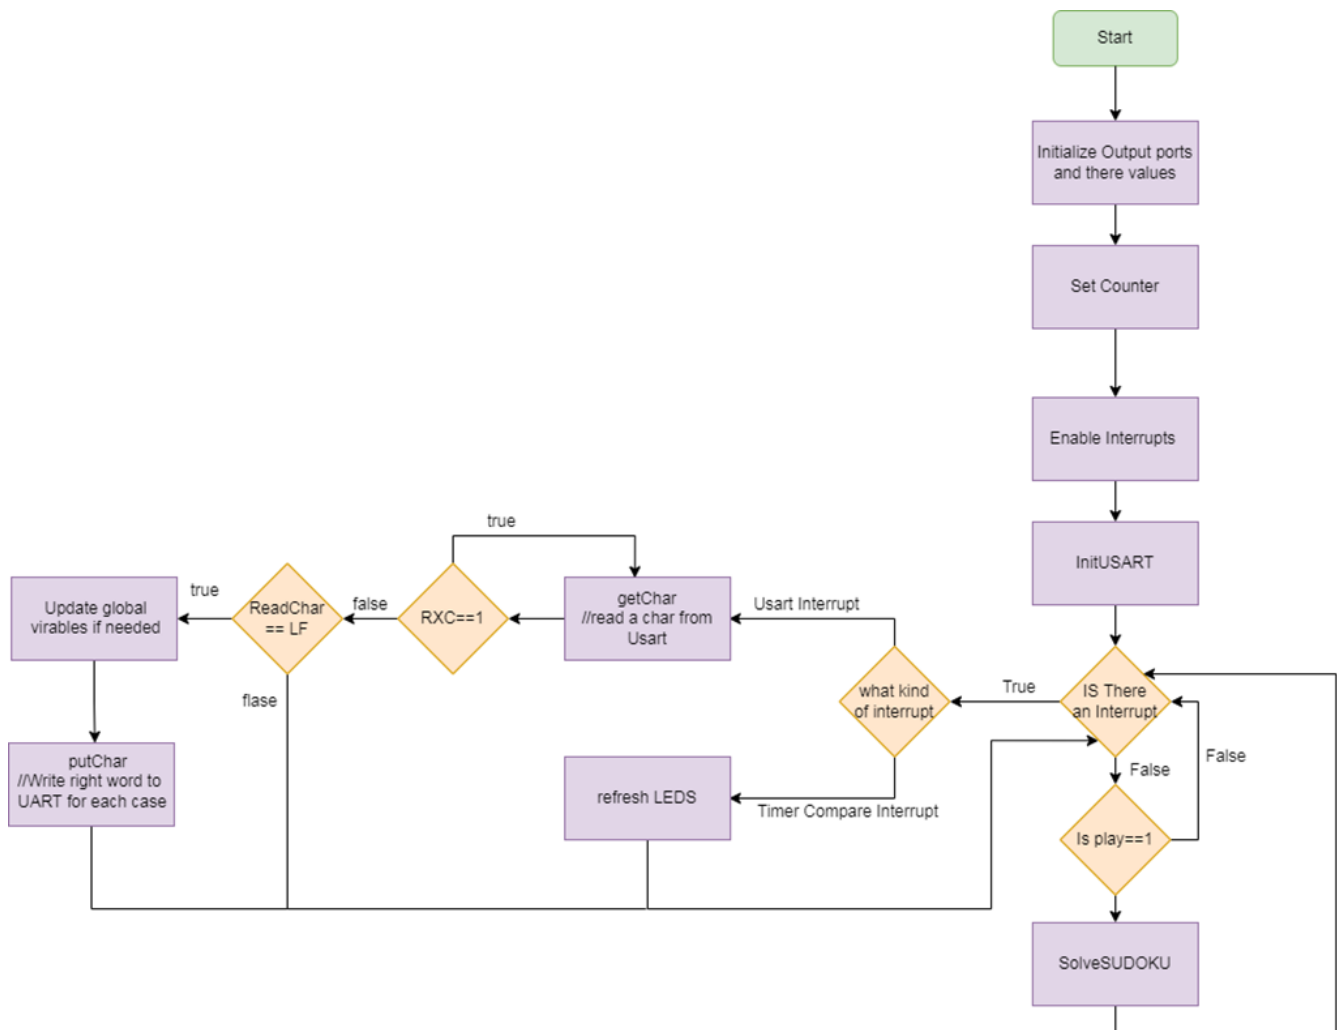 Start
Initialize Output ports
and there values
Set Counter
Enable Interrupts
InitUSART
true
Update global
virables if needed
true
ReadChar
== LF
false
RXC==1
getChar
//read a char from
Usart
Usart Interrupt
what kind
of interrupt
True
IS There
an Interrupt
flase
putChar
//Write right word to
UART for each case
refresh LEDS
Timer Compare Interrupt
False
False
Is play==1
SolveSUDOKU